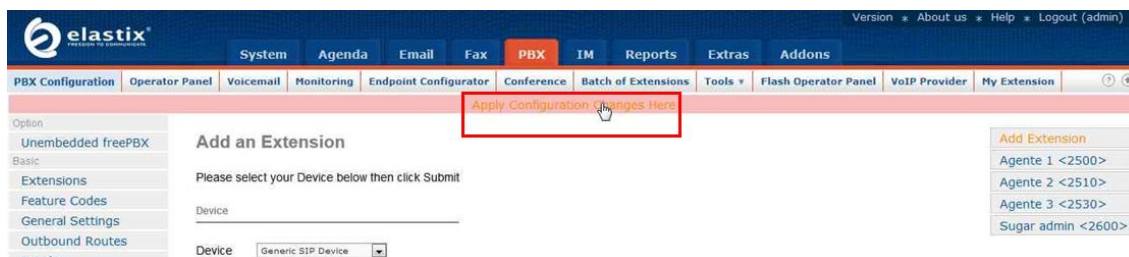 Version * About us * Help * Logout (admin)
elastix
FREEDOM TO COMMUNICATE
System Agenda Email Fax PBX IM Reports Extras Addons
PBX Configuration Operator Panel Voicemail Monitoring Endpoint Configurator Conference Batch of Extensions Tools Flash Operator Panel VoIP Provider My Extension
Apply Configuration Changes Here
Option
Unembedded freePBX
Basic
Extensions
Feature Codes
General Settings
Outbound Routes
Add an Extension
Please select your Device below then click Submit
Device
Device Generic SIP Device
Add Extension
Agente 1 <2500>
Agente 2 <2510>
Agente 3 <2530>
Sugar admin <2600>